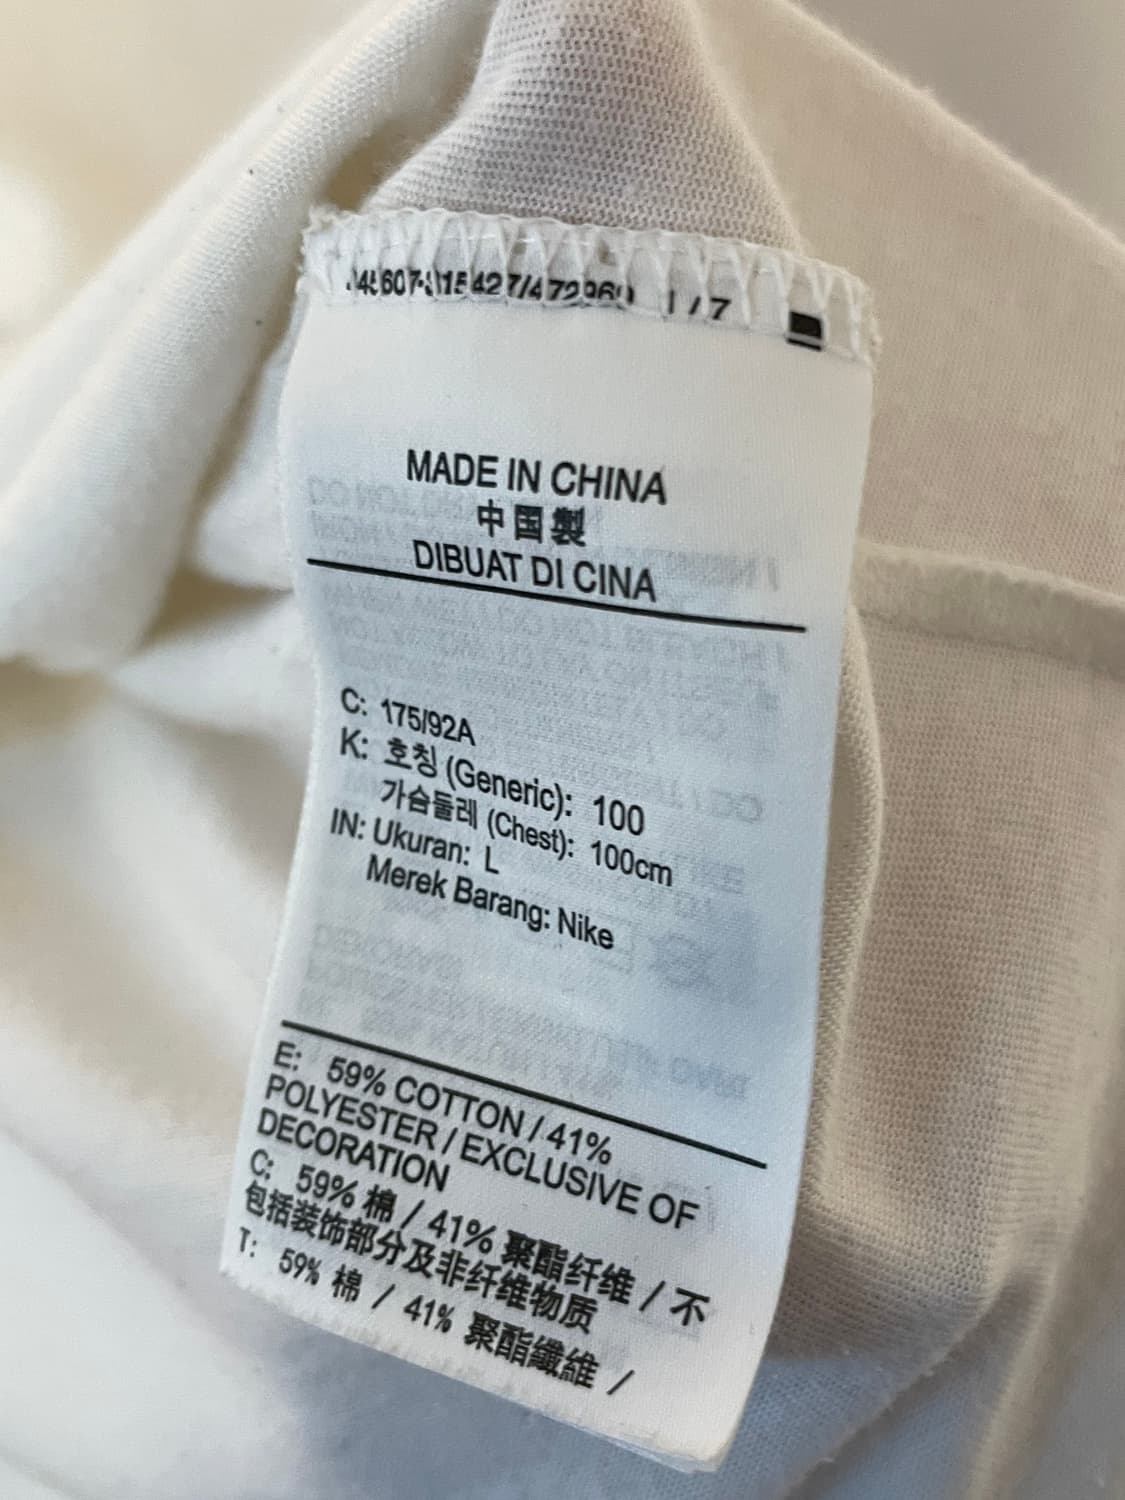 1 / 7
MADE IN CHINA
中国製
DIBUAT DI CINA
C: 175/92A
K: 호칭 (Generic): 100
가슴둘레 (Chest): 100cm
IN: Ukuran: L
Merek Barang: Nike
E: 59% COTTON / 41%
POLYESTER / EXCLUSIVE OF
DECORATION
C: 59% 棉 / 41% 聚酯纤维 / 不
包括装饰部分及非纤维物质
T: 59% 棉 / 41% 聚酯纖維 /